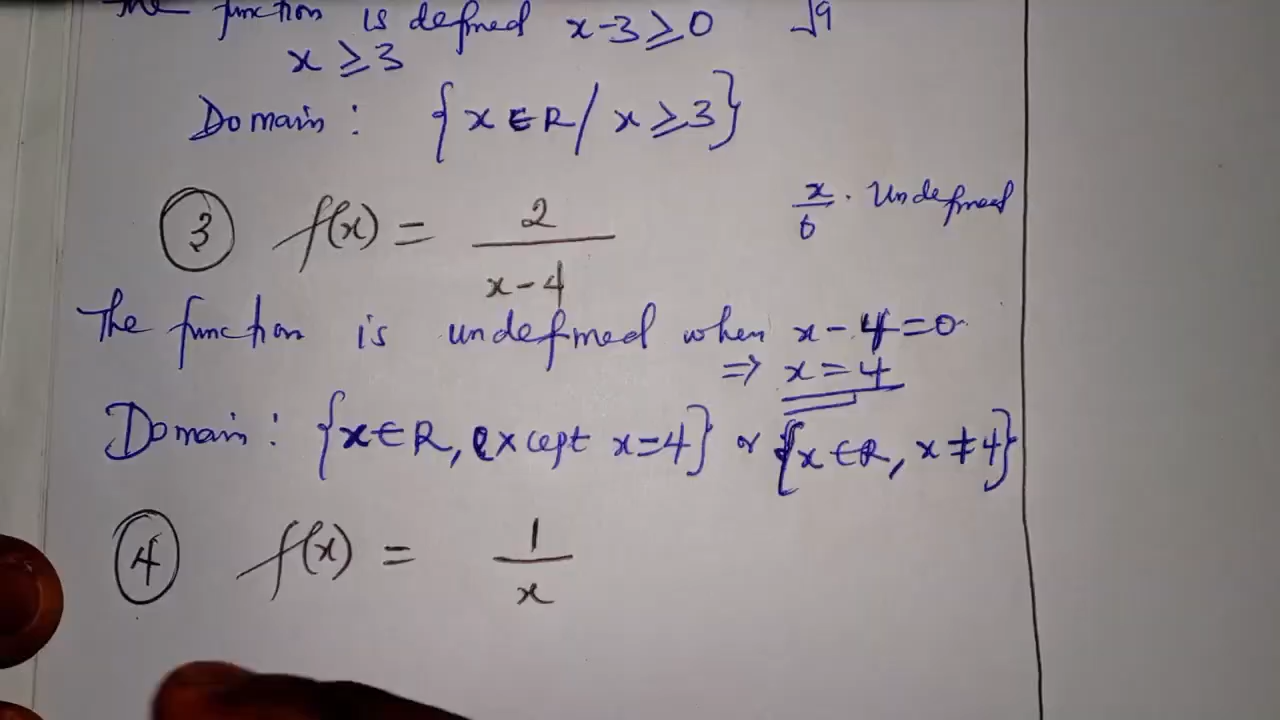 The function is defined x-3≥0 √9
x ≥3
Domain: {x∈R/ x≥3}
③ f(x) = 2/(x-4) x/0 . Undefined
The function is undefined when x-4=0
⇒ x=4
Domain: {x∈R, except x=4} or {x∈R, x≠4}
④ f(x) = 1/x